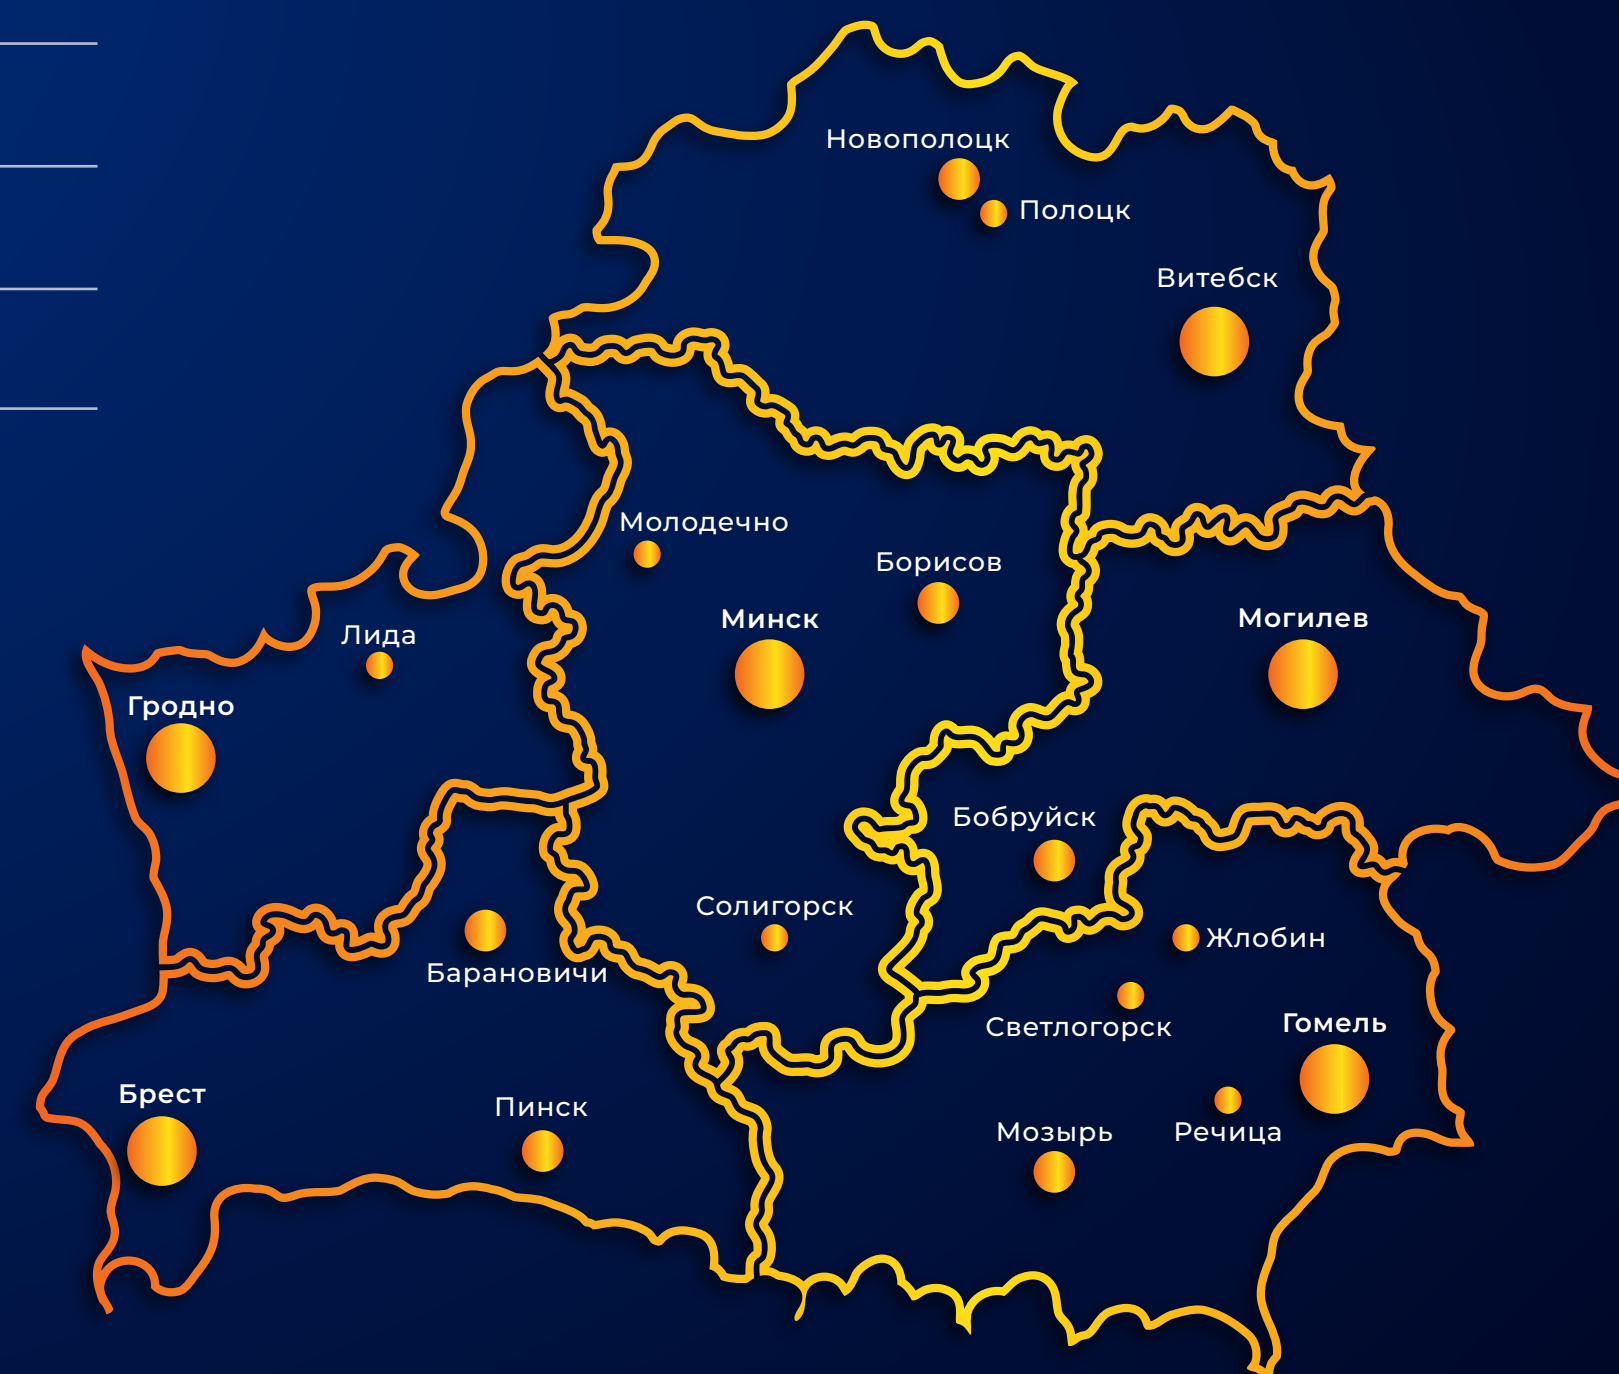 Новополоцк
Полоцк
Витебск
Молодечно
Борисов
Минск
Могилев
Лида
Гродно
Бобруйск
Солигорск
Жлобин
Барановичи
Светлогорск
Гомель
Брест
Пинск
Мозырь
Речица